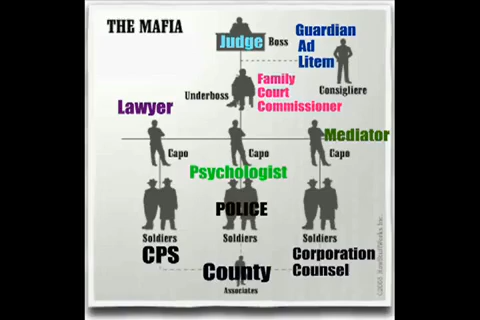 THE MAFIA
Judge Boss
Guardian
Ad
Litem
Consigliere
Underboss
Family
Court
Commissioner
Lawyer
Mediator
Capo Capo Capo
Psychologist
POLICE
Soldiers Soldiers Soldiers
CPS
Corporation
Counsel
County
Associates